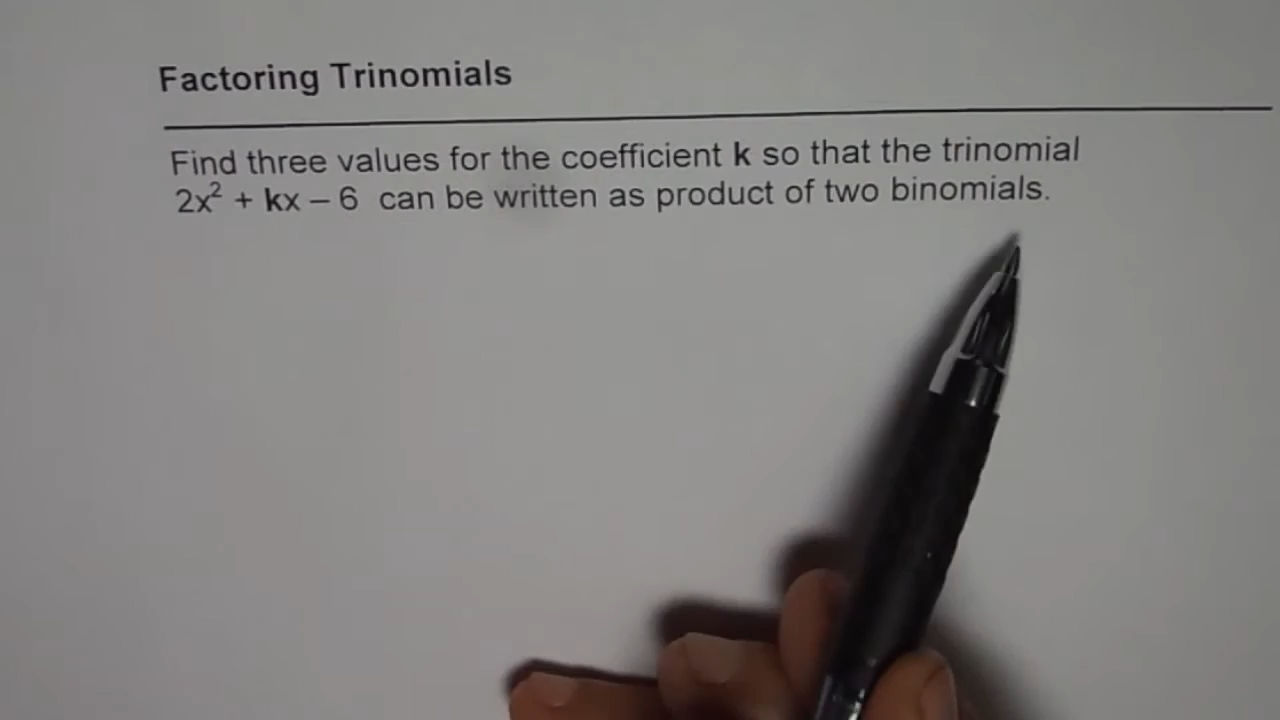 Factoring Trinomials
Find three values for the coefficient k so that the trinomial
2x² + kx – 6 can be written as product of two binomials.